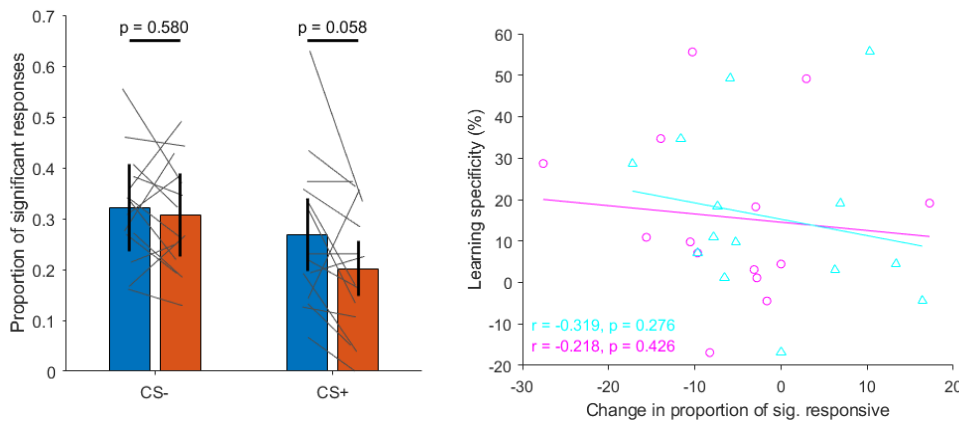 0.7
0.6
0.5
0.4
0.3
0.2
0.1
0
Proportion of significant responses
p = 0.580
p = 0.058
CS-
CS+
60
50
40
30
20
10
0
-10
-20
Learning specificity (%)
r = -0.319, p = 0.276
r = -0.218, p = 0.426
-30
-20
-10
0
10
20
Change in proportion of sig. responsive